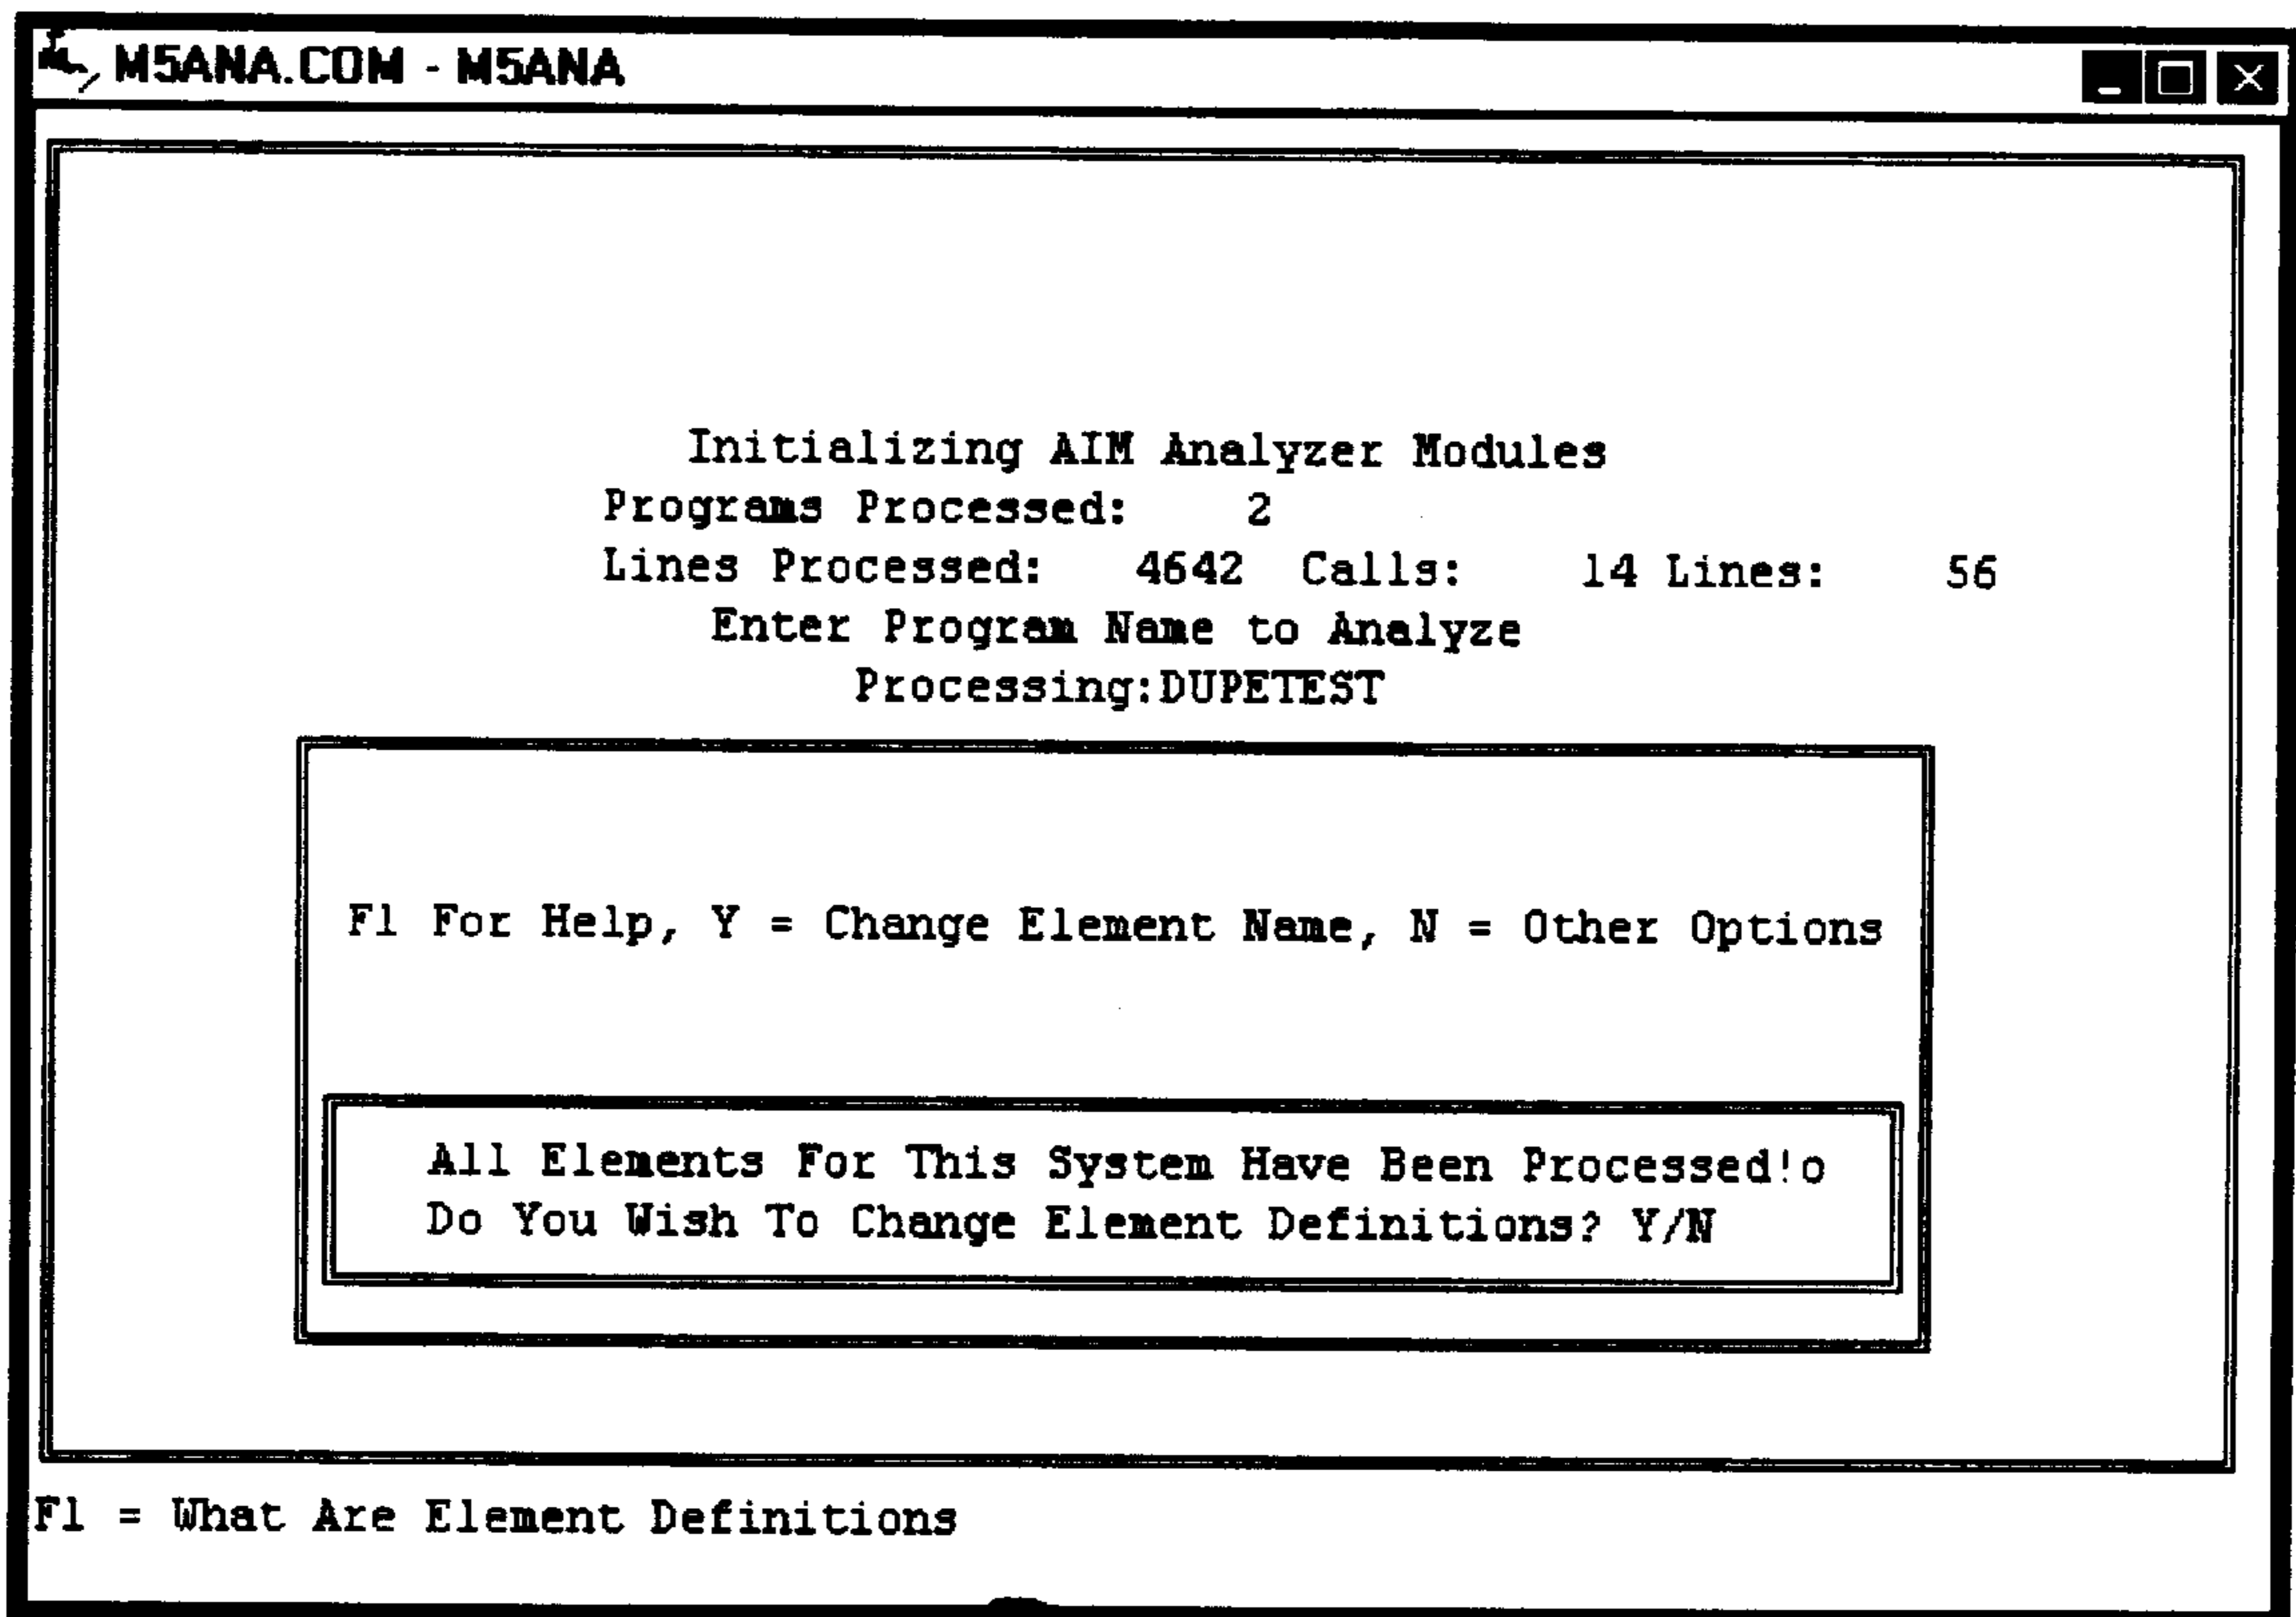 M5ANA.COM - M5ANA
Initializing AIM Analyzer Modules
Programs Processed: 2
Lines Processed: 4642 Calls: 14 Lines: 56
Enter Program Name to Analyze
Processing:DUPETEST
F1 For Help, Y = Change Element Name, N = Other Options
All Elements For This System Have Been Processed!o
Do You Wish To Change Element Definitions? Y/N
F1 = What Are Element Definitions